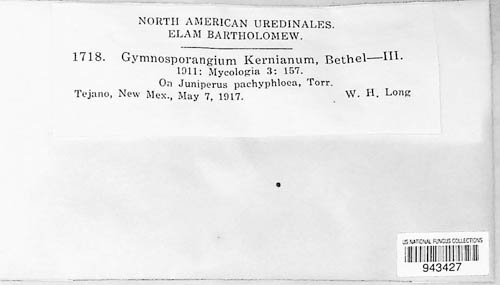 NORTH AMERICAN UREDINALES.
ELAM BARTHOLOMEW.
1718. Gymnosporangium Kernianum, Bethel—III.
1911: Mycologia 3: 157.
On Juniperus pachyphloea, Torr.
Tejano, New Mex., May 7, 1917. W. H. Long
US NATIONAL FUNGUS COLLECTIONS
943427